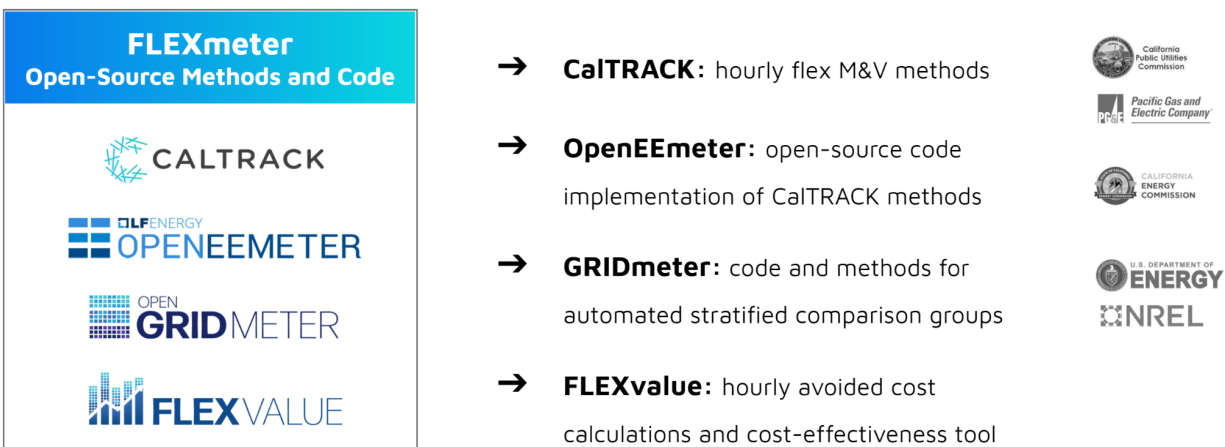 FLEXmeter
Open-Source Methods and Code
CALTRACK
LFENERGY
OPENEEMETER
OPEN
GRIDMETER
FLEXVALUE
➔ CalTRACK: hourly flex M&V methods
➔ OpenEEmeter: open-source code
implementation of CalTRACK methods
➔ GRIDmeter: code and methods for
automated stratified comparison groups
➔ FLEXvalue: hourly avoided cost
calculations and cost-effectiveness tool
California
Public Utilities
Commission
PG&E
Pacific Gas and
Electric Company
CALIFORNIA
ENERGY
COMMISSION
U.S. DEPARTMENT OF
ENERGY
NREL